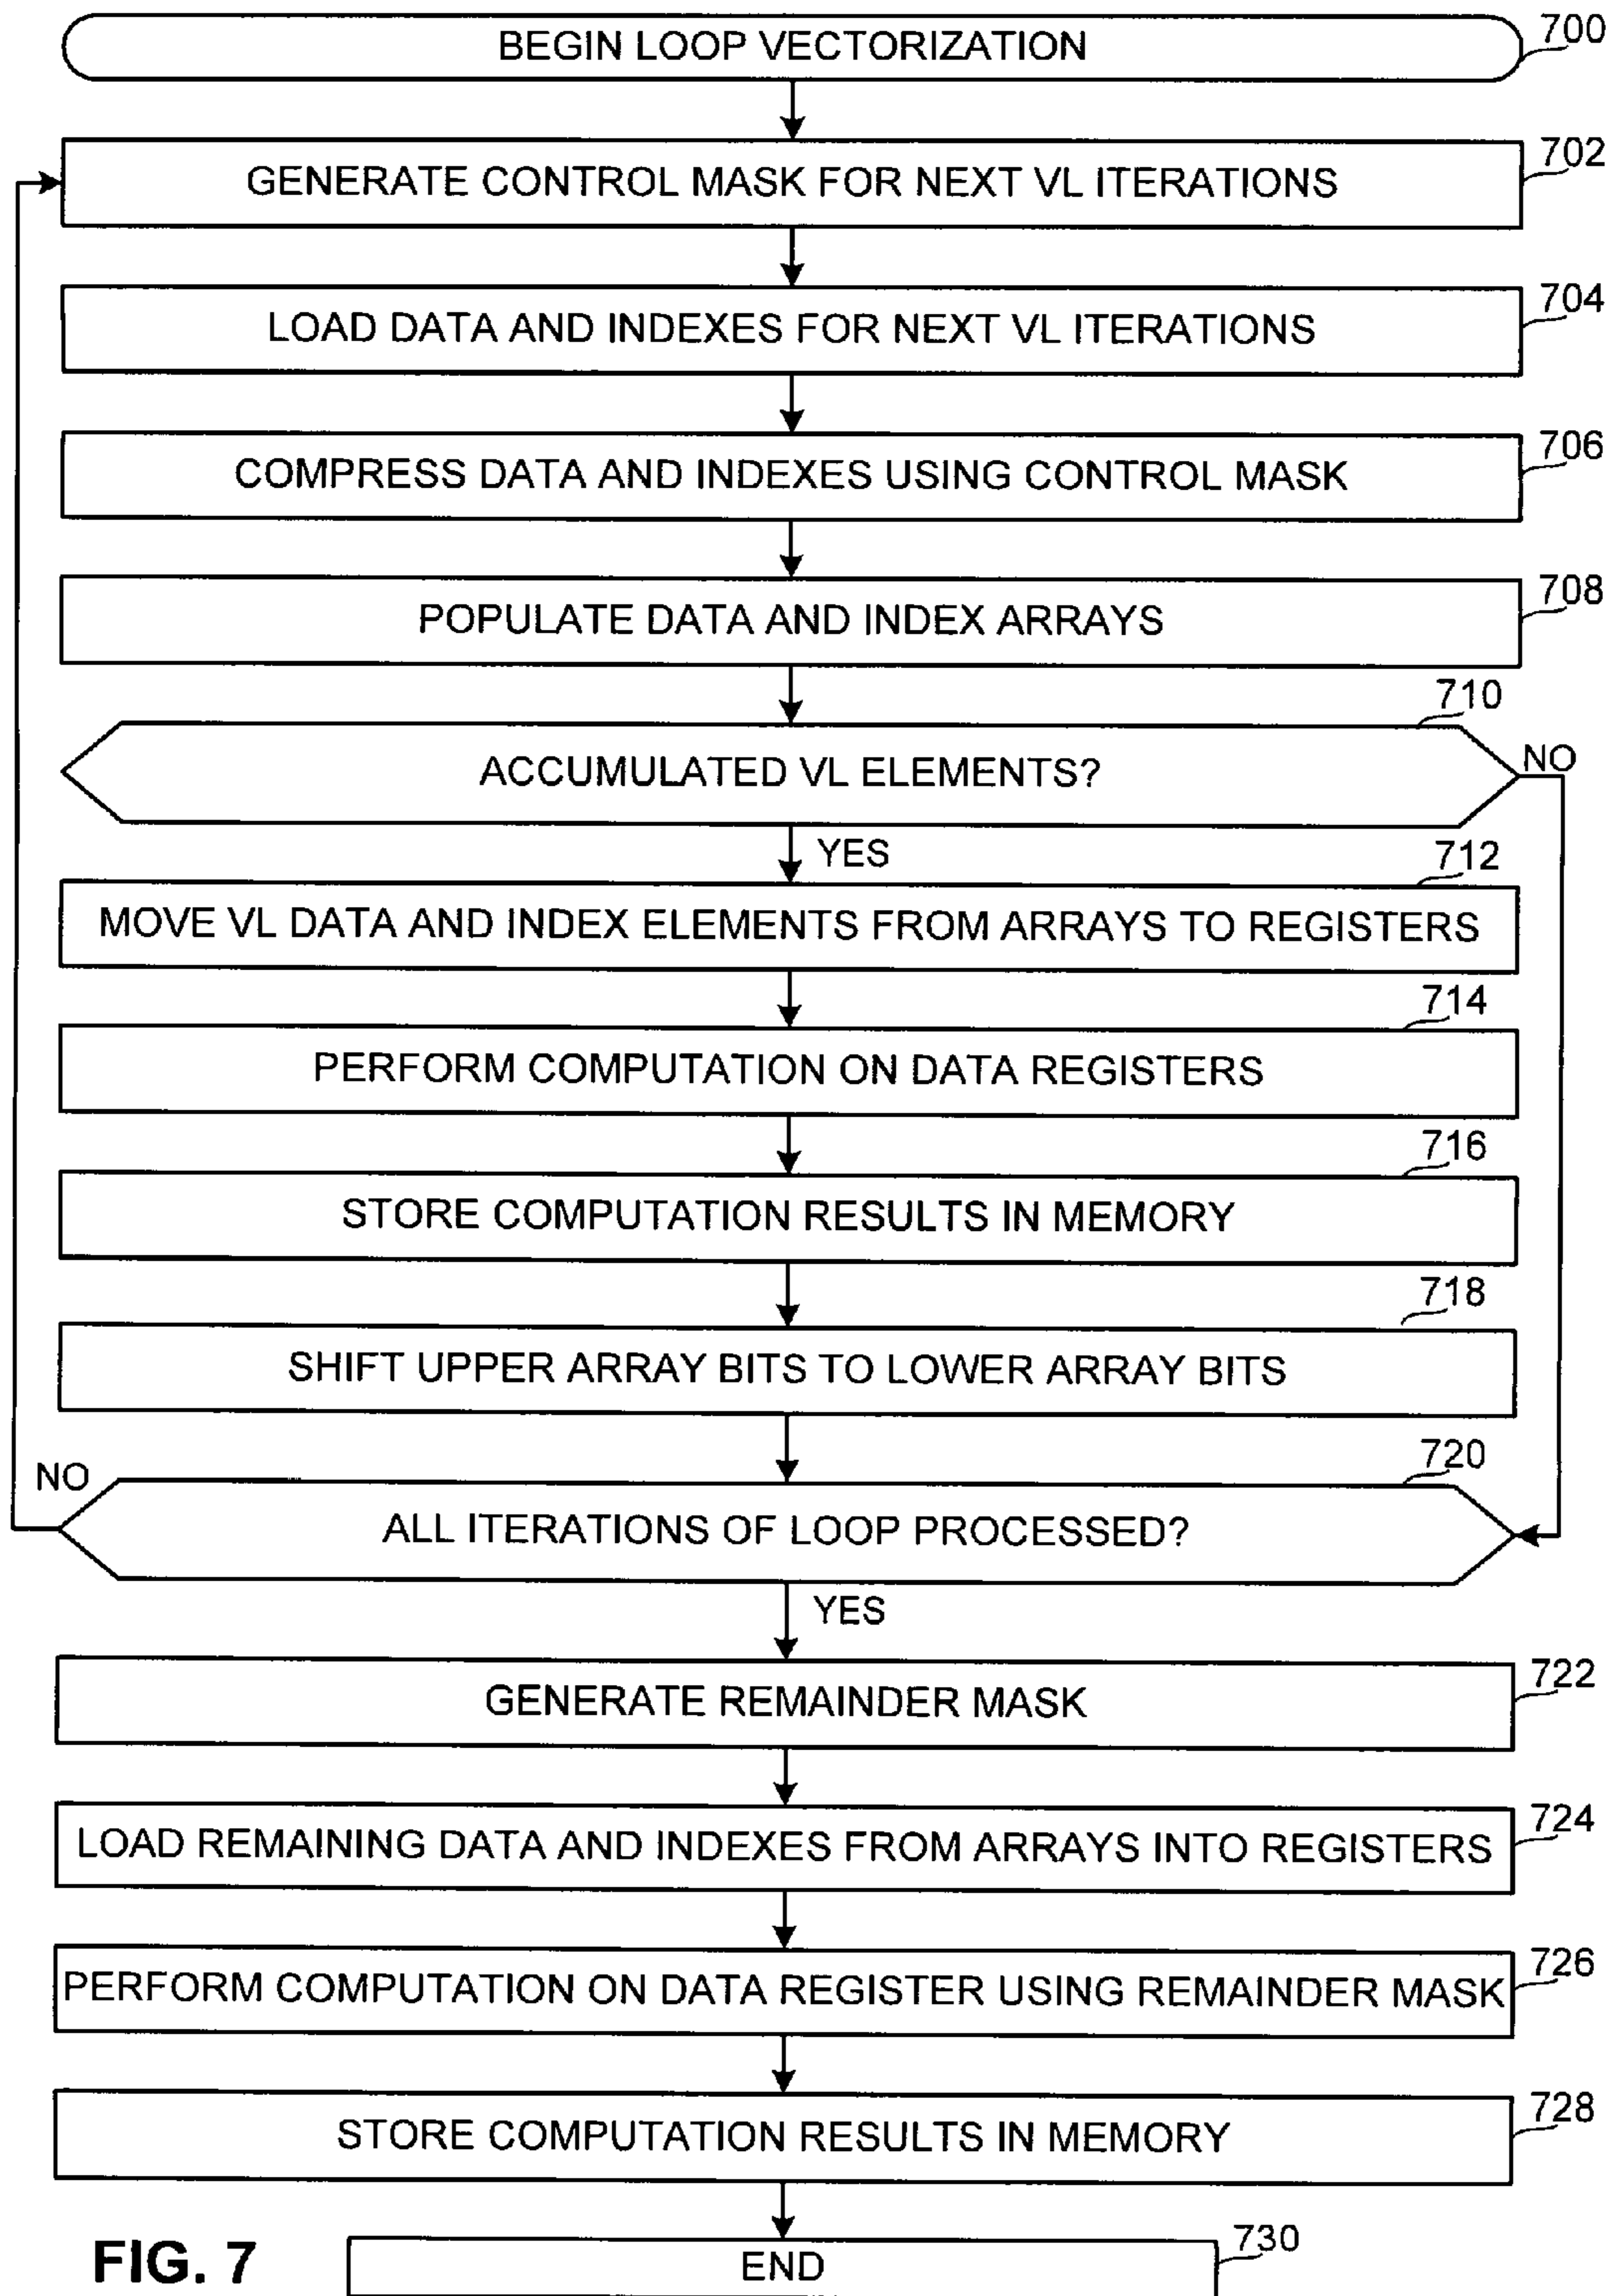 700
BEGIN LOOP VECTORIZATION
702
GENERATE CONTROL MASK FOR NEXT VL ITERATIONS
704
LOAD DATA AND INDEXES FOR NEXT VL ITERATIONS
706
COMPRESS DATA AND INDEXES USING CONTROL MASK
708
POPULATE DATA AND INDEX ARRAYS
710
ACCUMULATED VL ELEMENTS?
NO
YES
712
MOVE VL DATA AND INDEX ELEMENTS FROM ARRAYS TO REGISTERS
714
PERFORM COMPUTATION ON DATA REGISTERS
716
STORE COMPUTATION RESULTS IN MEMORY
718
SHIFT UPPER ARRAY BITS TO LOWER ARRAY BITS
720
NO
ALL ITERATIONS OF LOOP PROCESSED?
YES
722
GENERATE REMAINDER MASK
724
LOAD REMAINING DATA AND INDEXES FROM ARRAYS INTO REGISTERS
726
PERFORM COMPUTATION ON DATA REGISTER USING REMAINDER MASK
728
STORE COMPUTATION RESULTS IN MEMORY
730
END
FIG. 7